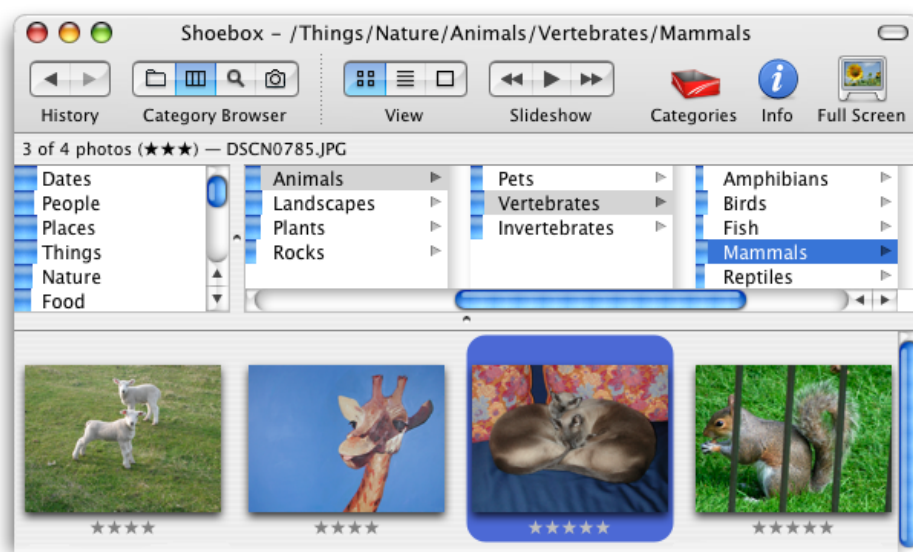 Shoebox – /Things/Nature/Animals/Vertebrates/Mammals
History Category Browser View Slideshow Categories Info Full Screen
3 of 4 photos (★★★) — DSCN0785.JPG
Dates Animals Pets Amphibians
People Landscapes Vertebrates Birds
Places Plants Invertebrates Fish
Things Rocks Mammals
Nature Reptiles
Food